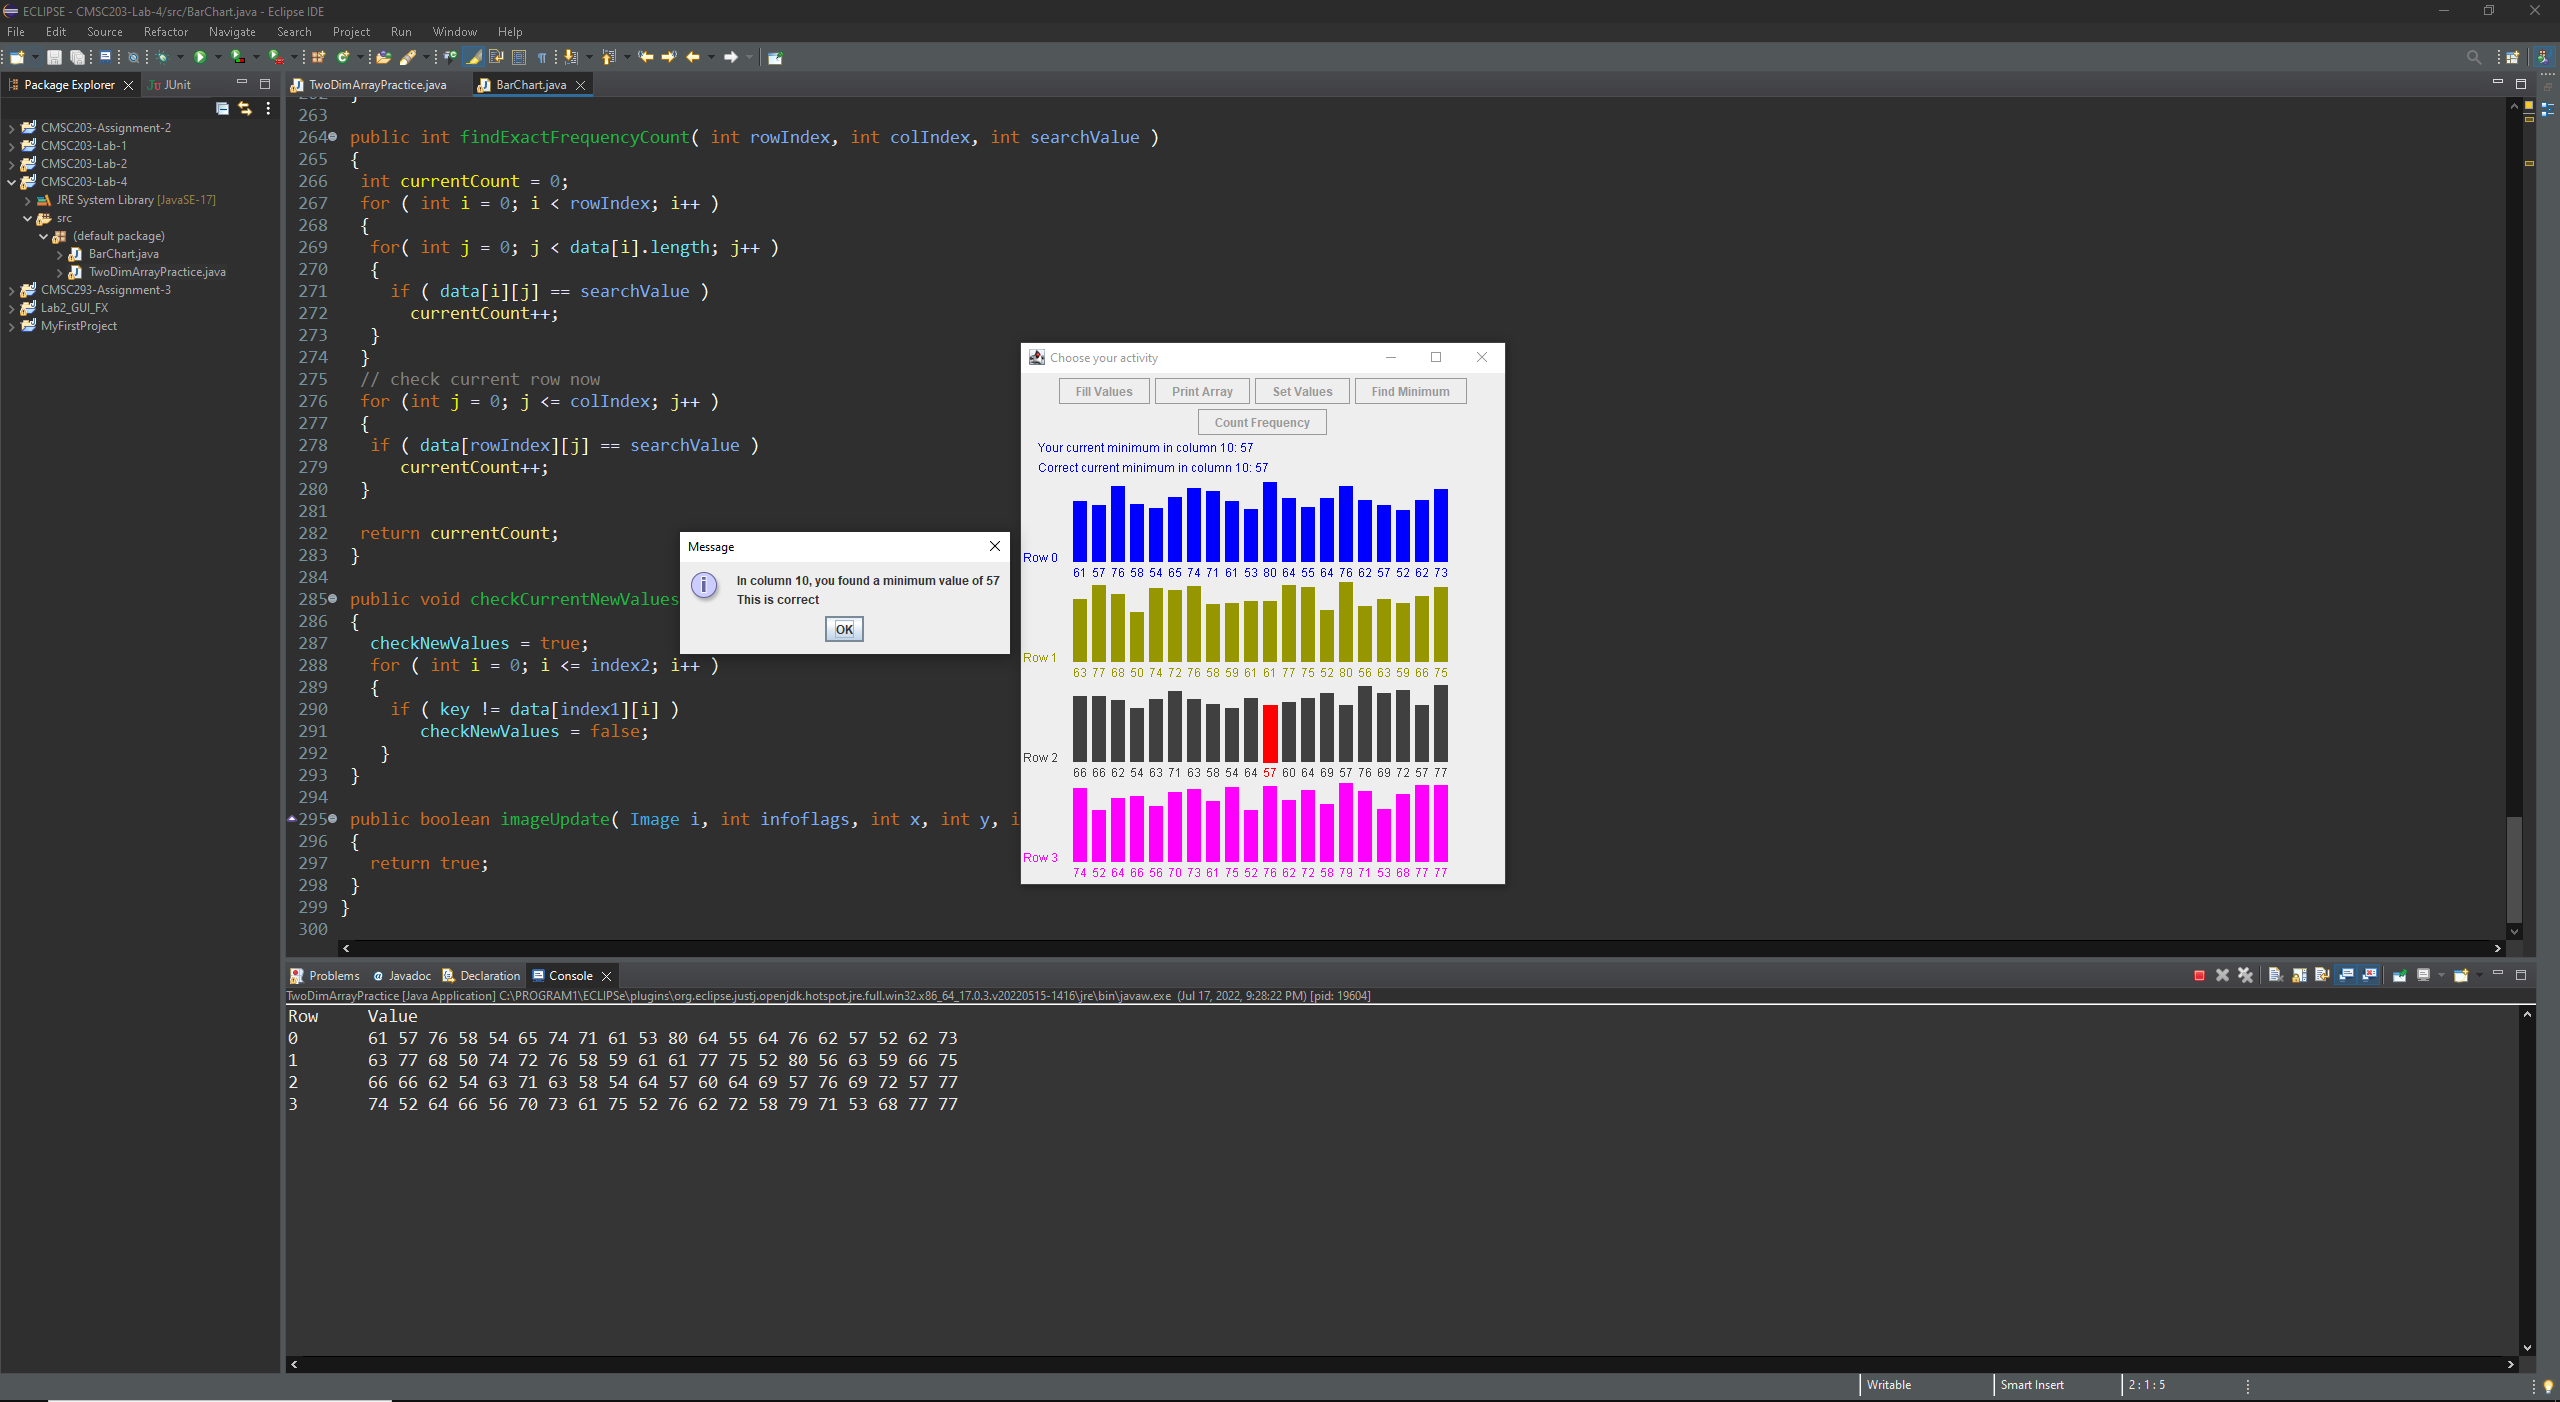 ECLIPSE - CMSC203-Lab-4/src/BarChart.java - Eclipse IDE
File Edit Source Refactor Navigate Search Project Run Window Help
Package Explorer
JUnit
CMSC203-Assignment-2
CMSC203-Lab-1
CMSC203-Lab-2
CMSC203-Lab-4
JRE System Library [JavaSE-17]
src
(default package)
BarChart.java
TwoDimArrayPractice.java
CMSC293-Assignment-3
Lab2_GUI_FX
MyFirstProject
TwoDimArrayPractice.java
BarChart.java
263
264 public int findExactFrequencyCount( int rowIndex, int colIndex, int searchValue )
265 {
266 int currentCount = 0;
267 for ( int i = 0; i < rowIndex; i++ )
268 {
269 for( int j = 0; j < data[i].length; j++ )
270 {
271 if ( data[i][j] == searchValue )
272 currentCount++;
273 }
274 }
275 // check current row now
276 for (int j = 0; j <= colIndex; j++ )
277 {
278 if ( data[rowIndex][j] == searchValue )
279 currentCount++;
280 }
281
282 return currentCount;
283 }
284
285 public void checkCurrentNewValues
286 {
287 checkNewValues = true;
288 for ( int i = 0; i <= index2; i++ )
289 {
290 if ( key != data[index1][i] )
291 checkNewValues = false;
292 }
293 }
294
295 public boolean imageUpdate( Image i, int infoflags, int x, int y, i
296 {
297 return true;
298 }
299 }
300
Message
In column 10, you found a minimum value of 57
This is correct
OK
Choose your activity
Fill Values Print Array Set Values Find Minimum
Count Frequency
Your current minimum in column 10: 57
Correct current minimum in column 10: 57
Row 0
61 57 76 58 54 65 74 71 61 53 80 64 55 64 76 62 57 52 62 73
Row 1
63 77 68 50 74 72 76 58 59 61 61 77 75 52 80 56 63 59 66 75
Row 2
66 66 62 54 63 71 63 58 54 64 57 60 64 69 57 76 69 72 57 77
Row 3
74 52 64 66 56 70 73 61 75 52 76 62 72 58 79 71 53 68 77 77
Problems Javadoc Declaration Console
TwoDimArrayPractice [Java Application] C:\PROGRAM1\ECLIPSe\plugins\org.eclipse.justj.openjdk.hotspot.jre.full.win32.x86_64_17.0.3.v20220515-1416\jre\bin\javaw.exe (Jul 17, 2022, 9:28:22 PM) [pid: 19604]
Row Value
0 61 57 76 58 54 65 74 71 61 53 80 64 55 64 76 62 57 52 62 73
1 63 77 68 50 74 72 76 58 59 61 61 77 75 52 80 56 63 59 66 75
2 66 66 62 54 63 71 63 58 54 64 57 60 64 69 57 76 69 72 57 77
3 74 52 64 66 56 70 73 61 75 52 76 62 72 58 79 71 53 68 77 77
Writable
Smart Insert
2 : 1 : 5